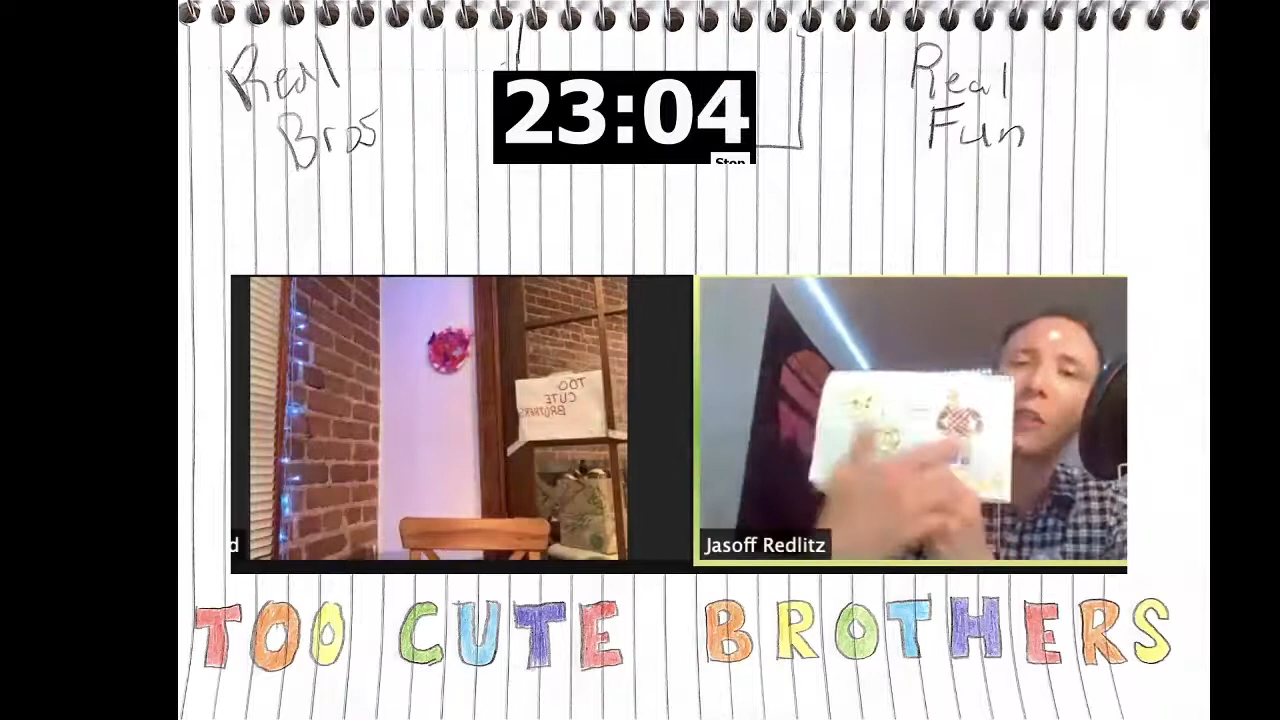 Real
Bros
23:04
Stop
Real
Fun
TOO
CUTE
BROTHERS
d
Jasoff Redlitz
TOO CUTE BROTHERS